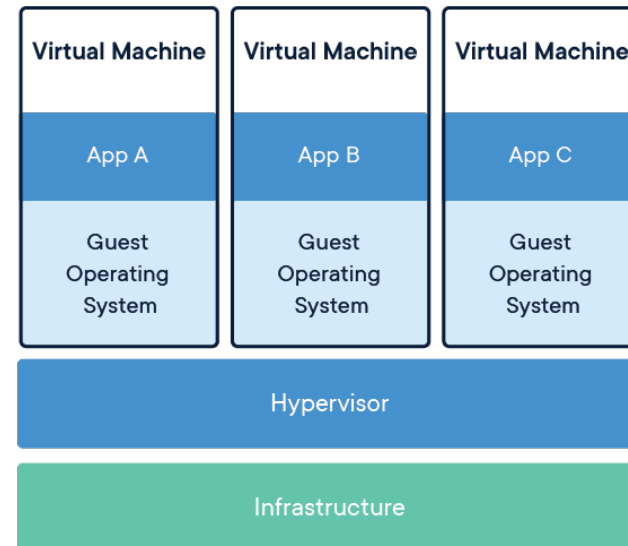 Virtual Machine
Virtual Machine
Virtual Machine
App A
App B
App C
Guest
Operating
System
Guest
Operating
System
Guest
Operating
System
Hypervisor
Infrastructure